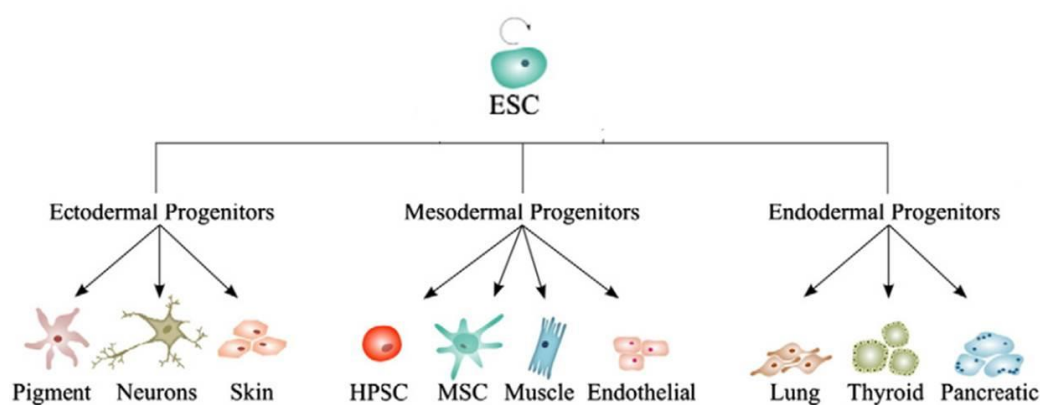 ESC
Ectodermal Progenitors
Mesodermal Progenitors
Endodermal Progenitors
Pigment
Neurons
Skin
HPSC
MSC
Muscle
Endothelial
Lung
Thyroid
Pancreatic